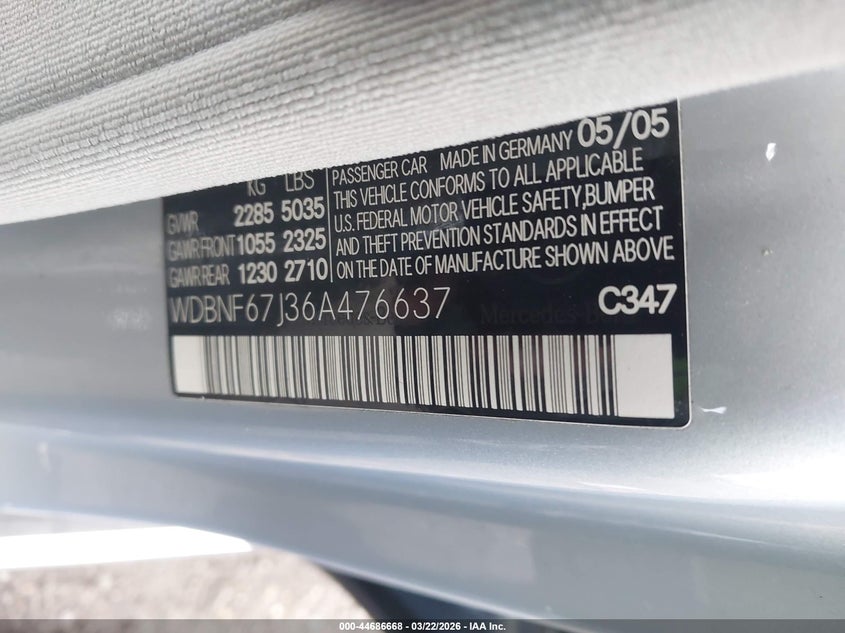 05/05
KG LBS
PASSENGER CAR MADE IN GERMANY
GVWR 2285 5035
THIS VEHICLE CONFORMS TO ALL APPLICABLE
GAWR FRONT 1055 2325
U.S. FEDERAL MOTOR VEHICLE SAFETY,BUMPER
GAWR REAR 1230 2710
AND THEFT PREVENTION STANDARDS IN EFFECT
ON THE DATE OF MANUFACTURE SHOWN ABOVE
WDBNF67J36A476637 C347
000-44686668 - 03/22/2026 - IAA Inc.